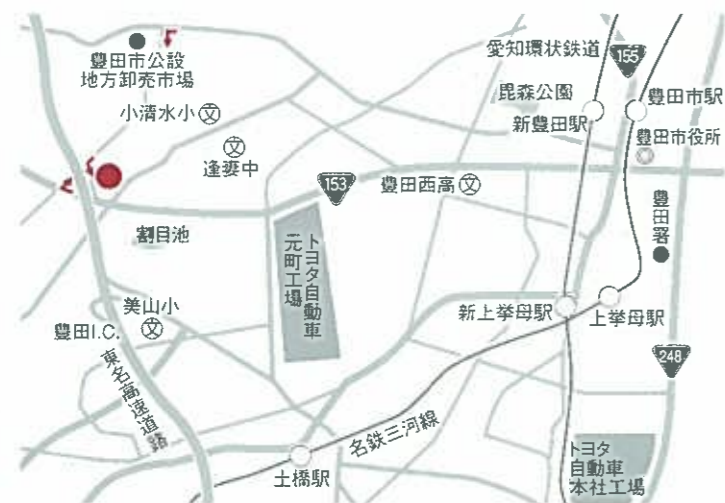 愛知環状鉄道
155
豊田市公設
地方卸売市場
毘森公園
豊田市駅
小清水小
文
新豊田駅
文
逢妻中
豊田市役所
153
豊田西高
文
豊田署
割目池
トヨタ自動車
元町工場
美山小
文
新上挙母駅
上挙母駅
豊田I.C.
東名高速道路
248
名鉄三河線
土橋駅
トヨタ
自動車
本社工場